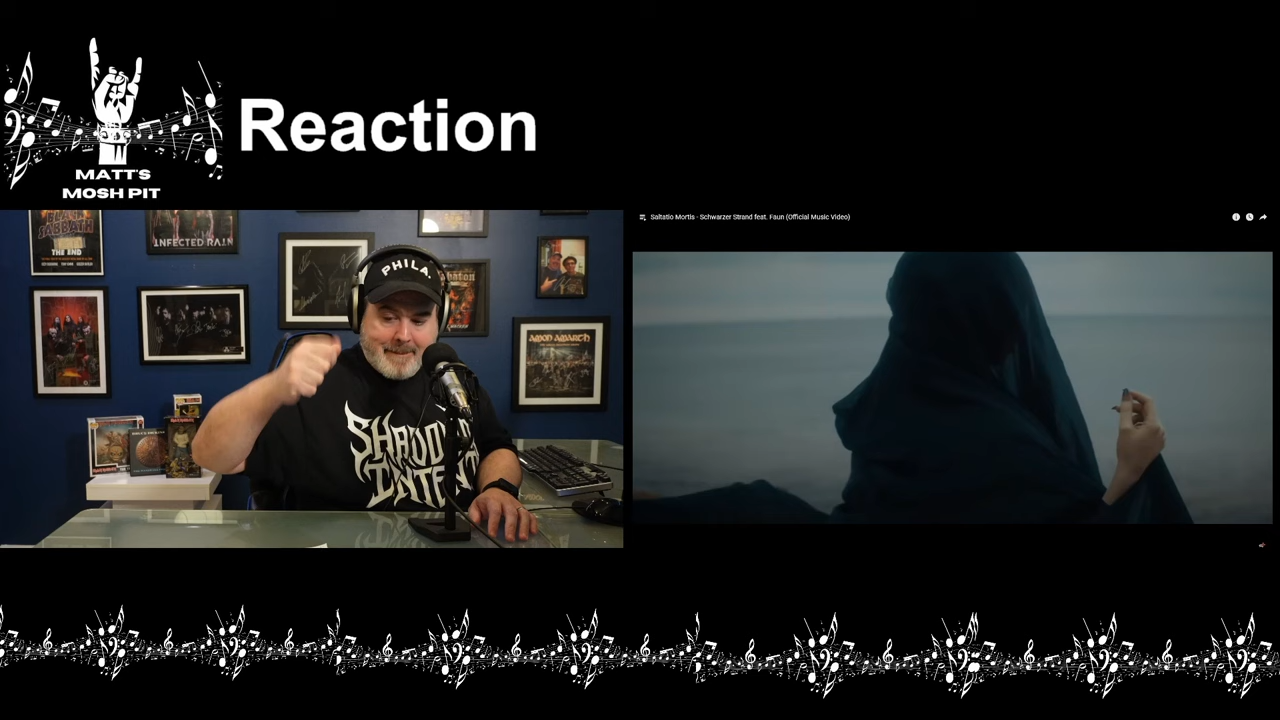 Reaction
MATT'S
MOSH PIT
Saltatio Mortis - Schwarzer Strand feat. Faun (Official Music Video)
BLACK
SABBATH
THE END
INFECTED RAIN
PHILA.
AMON AMARTH
SHADOW
INTENT